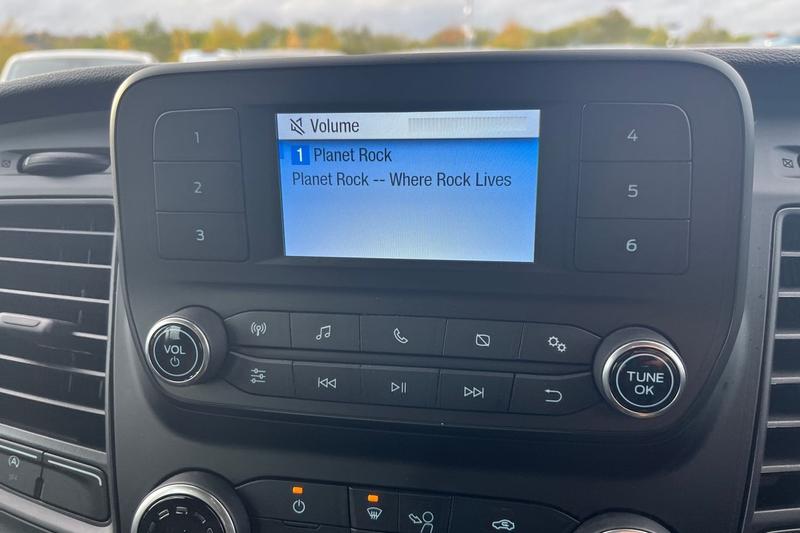 Volume
1 Planet Rock
Planet Rock -- Where Rock Lives
1
2
3
4
5
6
VOL
TUNE
OK
A